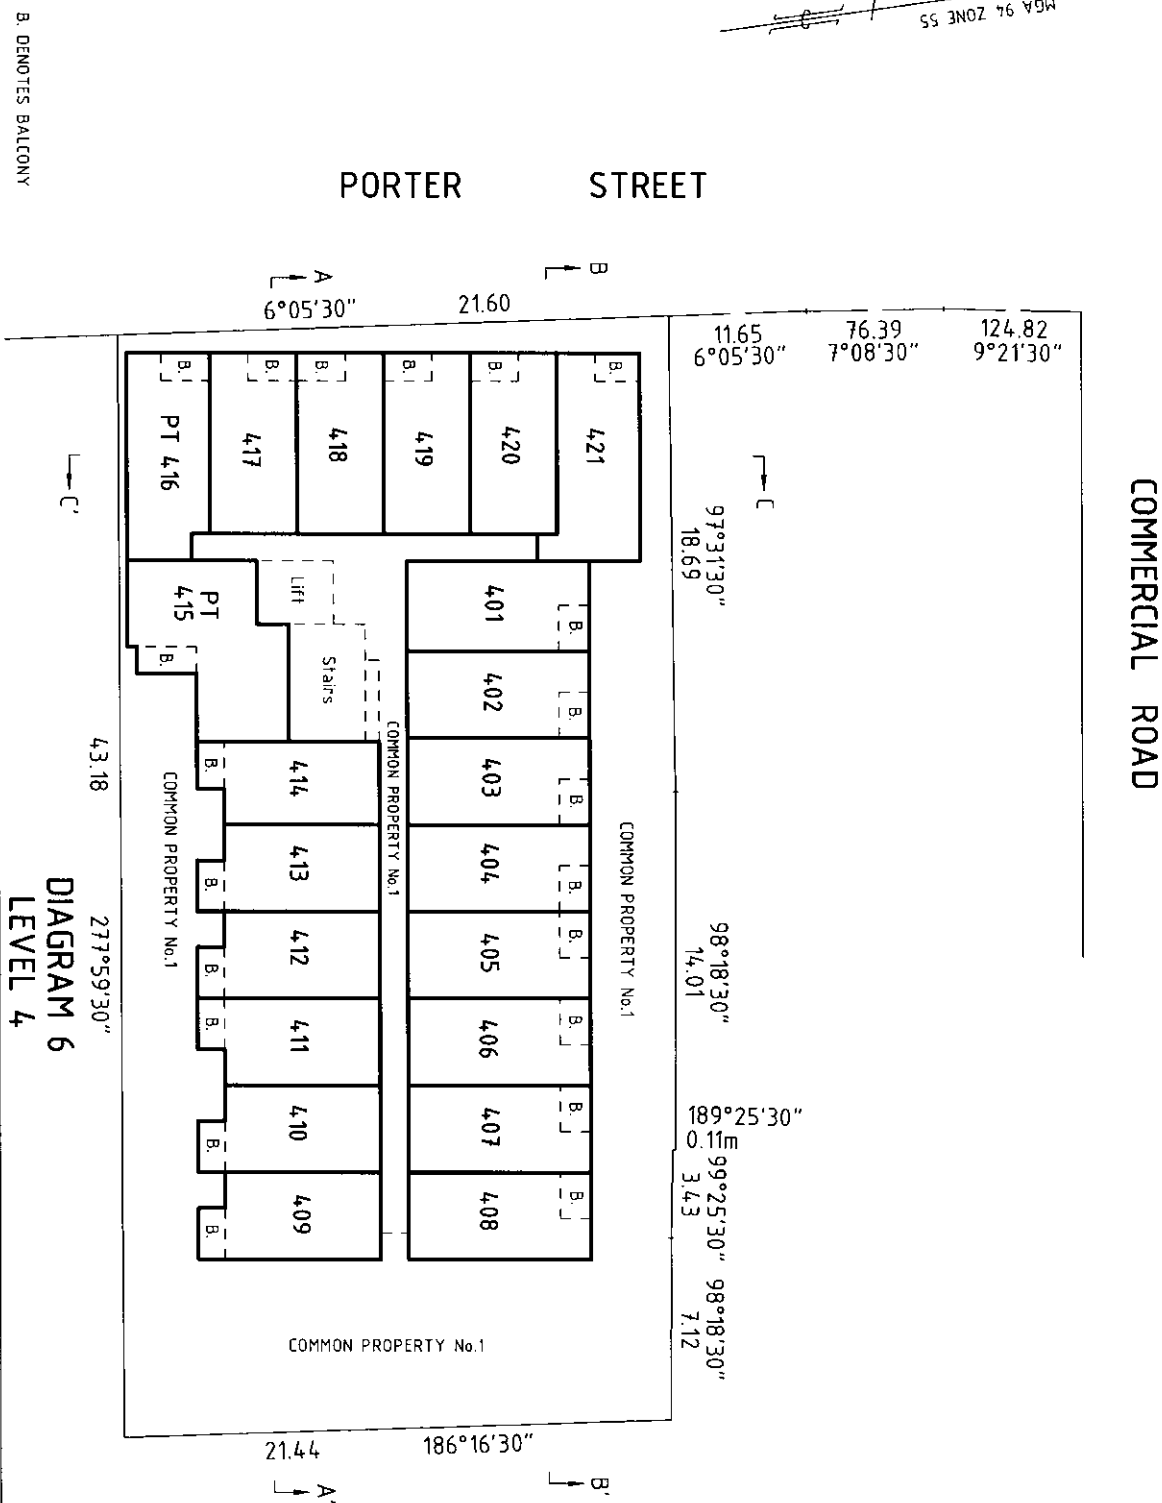 MGA 94 ZONE 55
B. DENOTES BALCONY
PORTER STREET
COMMERCIAL ROAD
A
B
6°05'30"
21.60
11.65
6°05'30"
76.39
7°08'30"
124.82
9°21'30"
B.
B.
B.
B.
B.
B.
PT 416
417
418
419
420
421
C'
C
97°31'30"
18.69
Lift
PT
415
B.
Stairs
401
B.
402
B.
403
B.
404
B.
405
B.
406
B.
407
B.
408
B.
414
B.
413
B.
412
B.
411
B.
410
B.
409
B.
COMMON PROPERTY No.1
COMMON PROPERTY No.1
COMMON PROPERTY No.1
COMMON PROPERTY No.1
43.18
277°59'30"
98°18'30"
14.01
189°25'30"
0.11m
99°25'30"
3.43
98°18'30"
7.12
21.44
186°16'30"
A'
B'
DIAGRAM 6
LEVEL 4